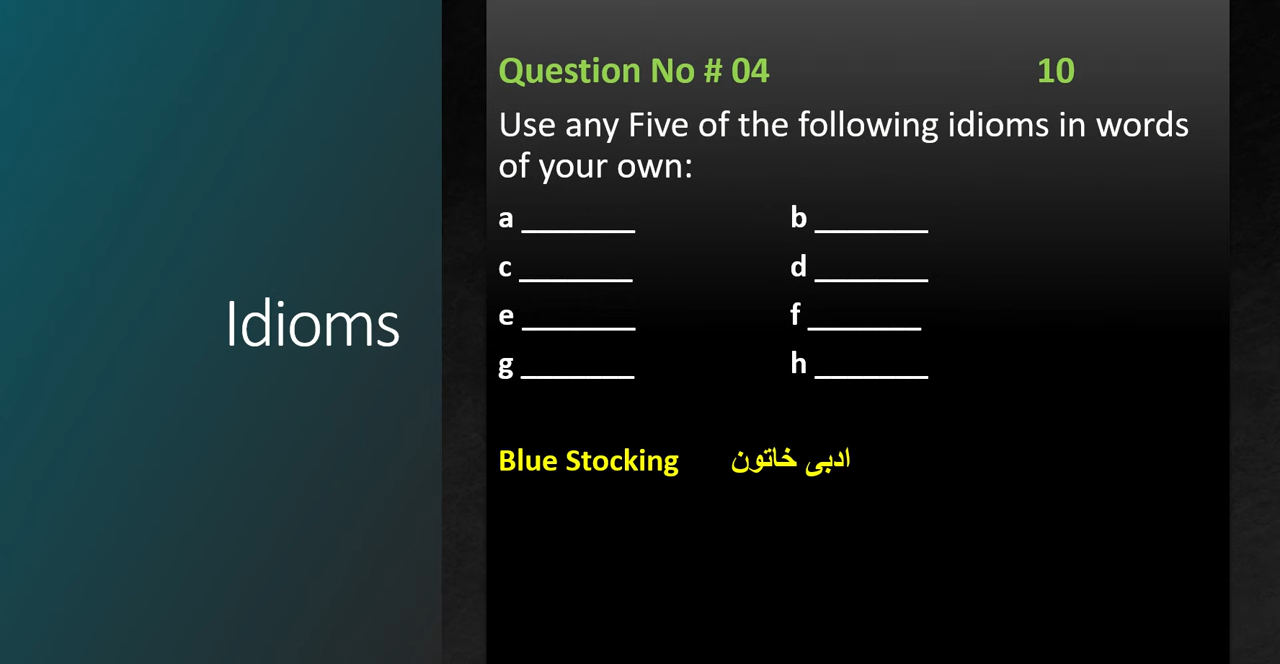 Idioms
Question No # 04 10
Use any Five of the following idioms in words
of your own:
a _______ b _______
c _______ d _______
e _______ f _______
g _______ h _______
Blue Stocking ادبی خاتون